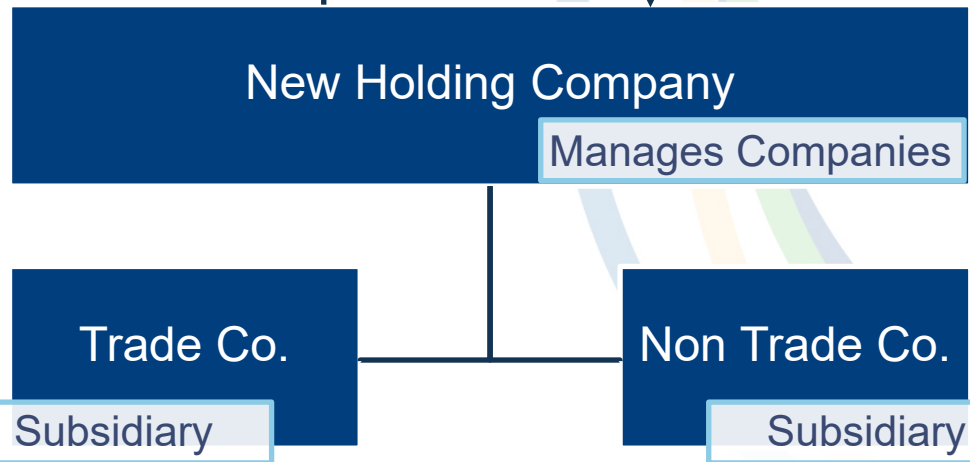 New Holding Company
Manages Companies
Trade Co.
Non Trade Co.
Subsidiary
Subsidiary